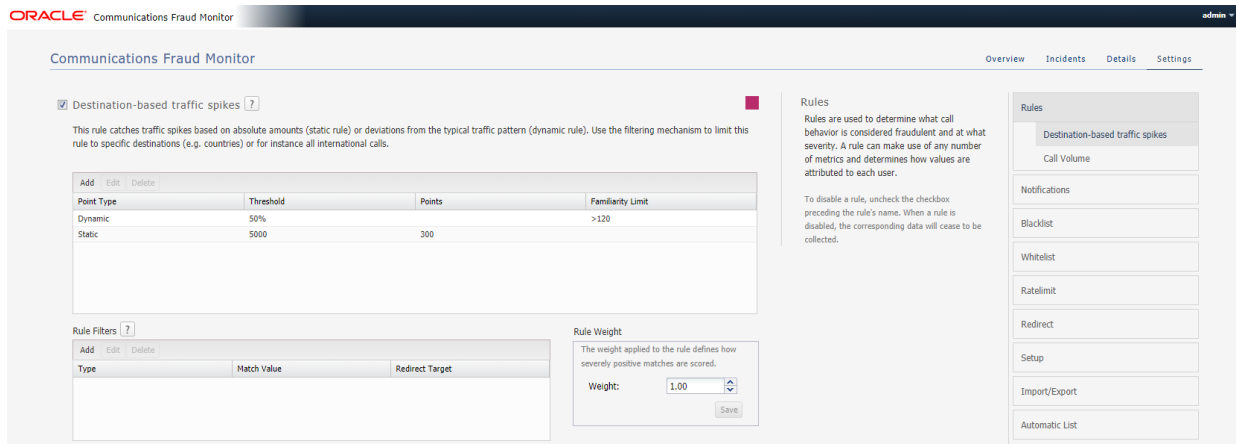 ORACLE® Communications Fraud Monitor
admin
Communications Fraud Monitor
Overview Incidents Details Settings
Destination-based traffic spikes ?
This rule catches traffic spikes based on absolute amounts (static rule) or deviations from the typical traffic pattern (dynamic rule). Use the filtering mechanism to limit this
rule to specific destinations (e.g. countries) or for instance all international calls.
Add Edit Delete
Point Type Threshold Points Familiarity Limit
Dynamic 50% >120
Static 5000 300
Rule Filters ?
Add Edit Delete
Type Match Value Redirect Target
Rule Weight
The weight applied to the rule defines how
severely positive matches are scored.
Weight: 1.00
Save
Rules
Rules are used to determine what call
behavior is considered fraudulent and at what
severity. A rule can make use of any number
of metrics and determines how values are
attributed to each user.
To disable a rule, uncheck the checkbox
preceding the rule's name. When a rule is
disabled, the corresponding data will cease to be
collected.
Rules
Destination-based traffic spikes
Call Volume
Notifications
Blacklist
Whitelist
Ratelimit
Redirect
Setup
Import/Export
Automatic List